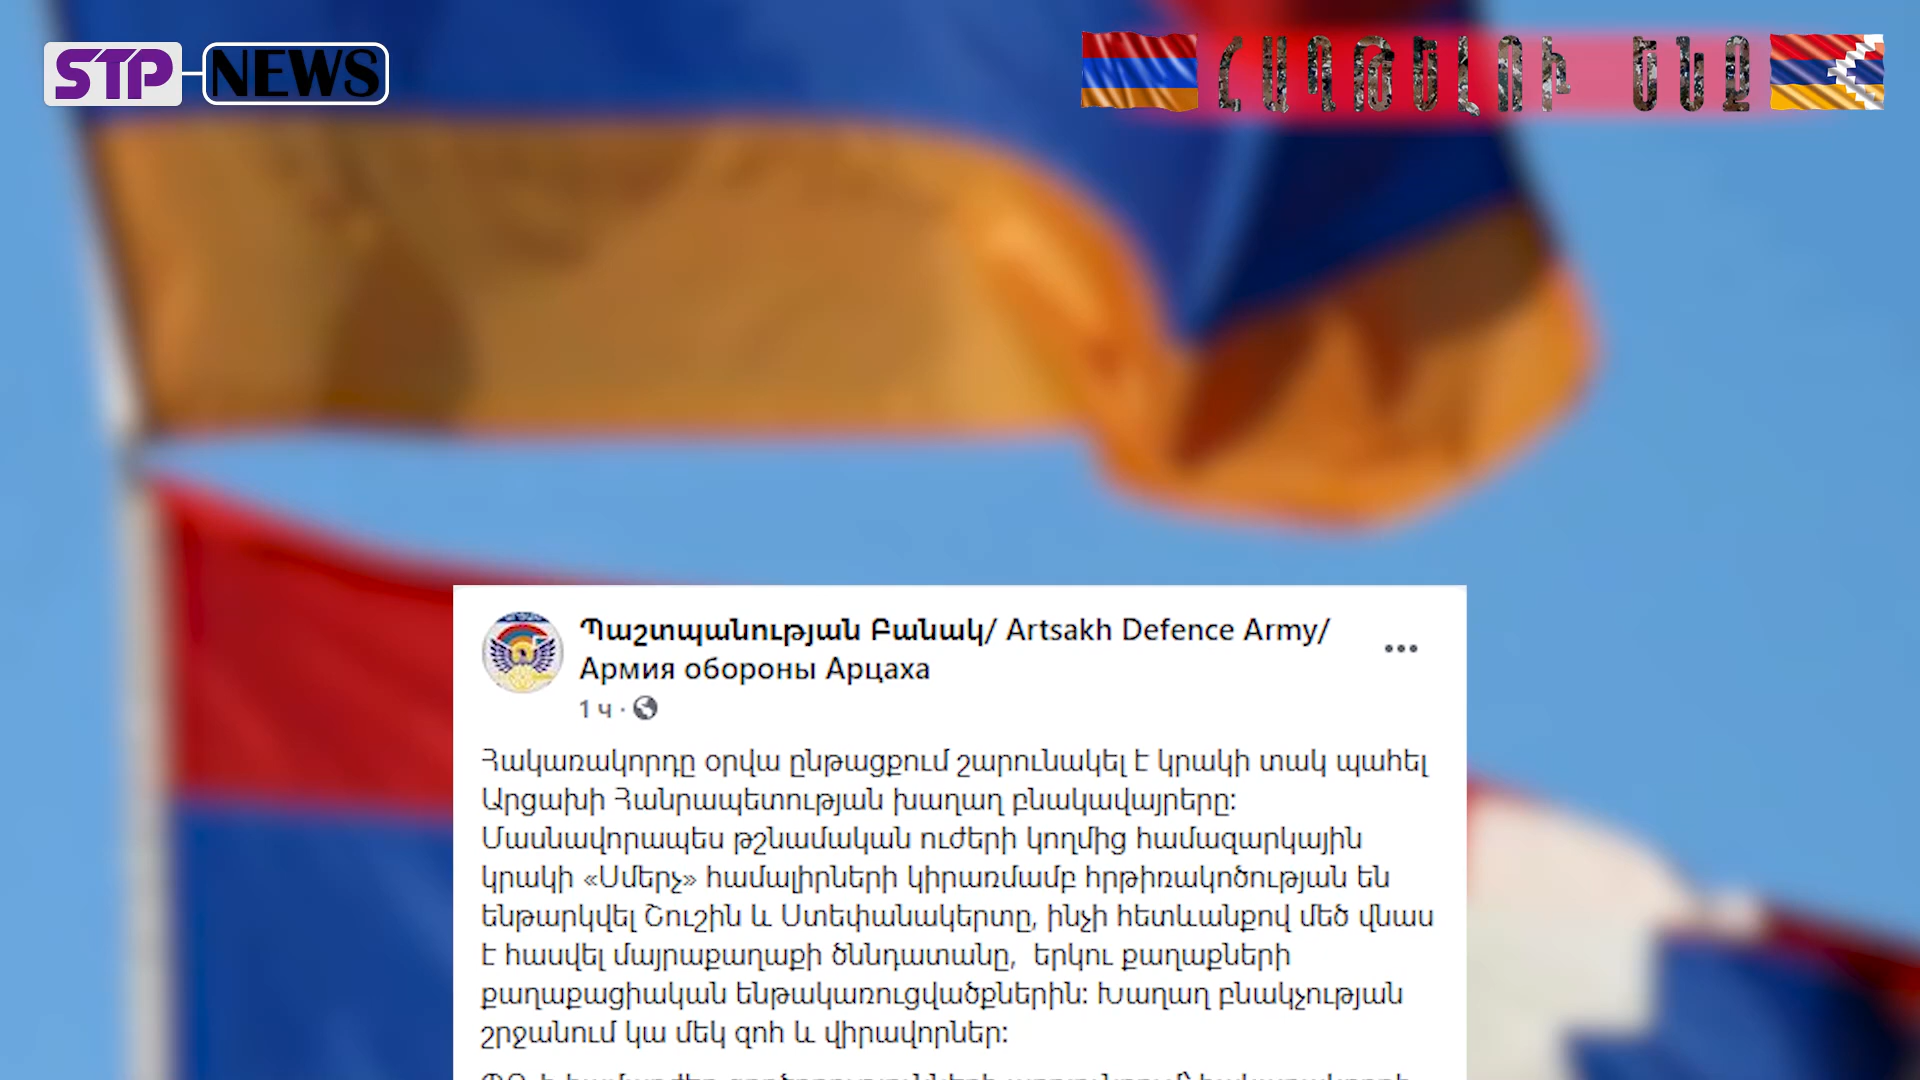 STP NEWS
ՀԱՂԹԵԼՈՒ ԵՆՔ
Պաշտպանության Բանակ/ Artsakh Defence Army/
Армия обороны Арцаха
1 ч ·
Հակառակորդը օրվա ընթացքում շարունակել է կրակի տակ պահել
Արցախի Հանրապետության խաղաղ բնակավայրերը:
Մասնավորապես թշնամական ուժերի կողմից համազարկային
կրակի «Սմերչ» համալիրների կիրառմամբ հրթիռակոծության են
ենթարկվել Շուշին և Ստեփանակերտը, ինչի հետևանքով մեծ վնաս
է հասվել մայրաքաղաքի ծննդատանը, երկու քաղաքների
քաղաքացիական ենթակառուցվածքներին: Խաղաղ բնակչության
շրջանում կա մեկ զոհ և վիրավորներ: